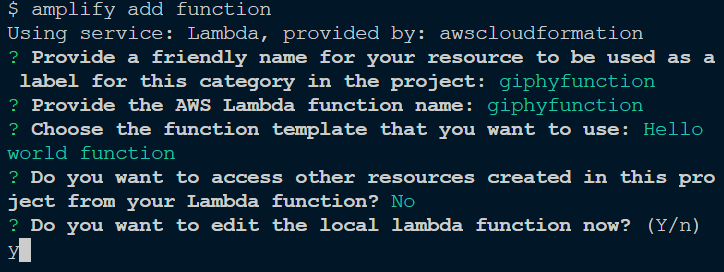 $ amplify add function
Using service: Lambda, provided by: awscloudformation
? Provide a friendly name for your resource to be used as a
 label for this category in the project: giphyfunction
? Provide the AWS Lambda function name: giphyfunction
? Choose the function template that you want to use: Hello
world function
? Do you want to access other resources created in this pro
ject from your Lambda function? No
? Do you want to edit the local lambda function now? (Y/n)
y